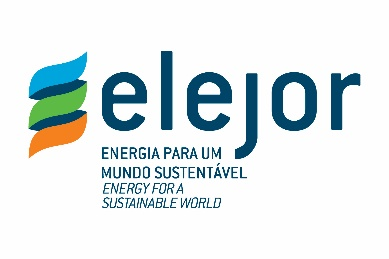 elejor
ENERGIA PARA UM
MUNDO SUSTENTÁVEL
ENERGY FOR A
SUSTAINABLE WORLD